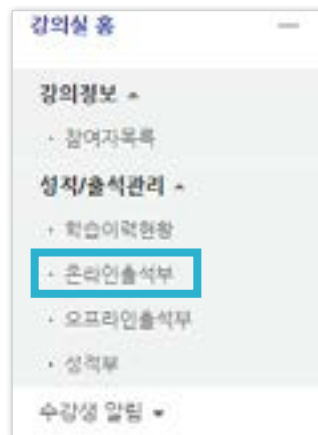 강의실 홈
강의정보
· 참여자목록
성적/출석관리
· 학습이력현황
· 온라인출석부
· 오프라인출석부
· 성적부
수강생 알림